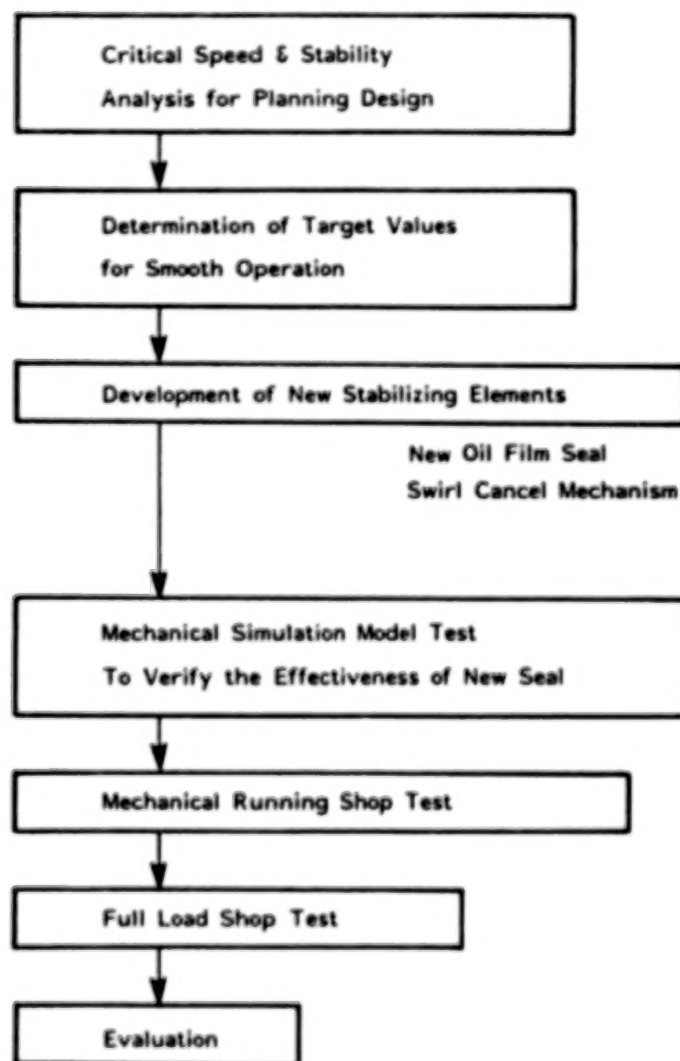 Critical Speed & Stability
Analysis for Planning Design
Determination of Target Values
for Smooth Operation
Development of New Stabilizing Elements
New Oil Film Seal
Swirl Cancel Mechanism
Mechanical Simulation Model Test
To Verify the Effectiveness of New Seal
Mechanical Running Shop Test
Full Load Shop Test
Evaluation